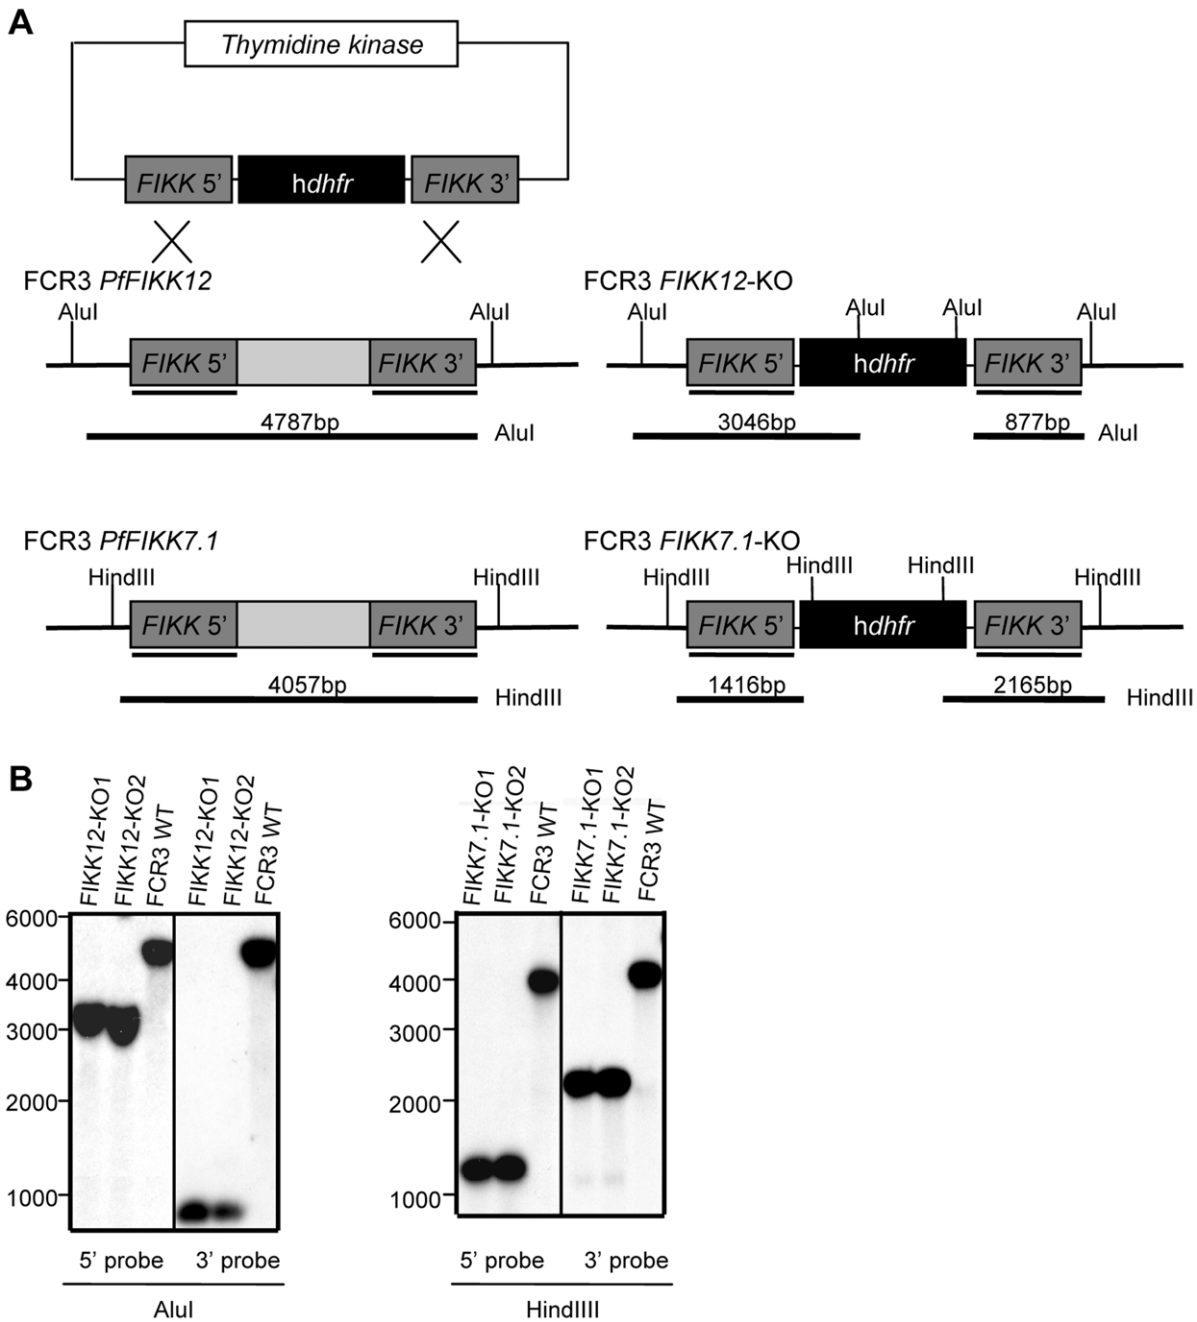 A
Thymidine kinase
FIKK 5’ hdhfr FIKK 3’
FCR3 PfFIKK12
AluI AluI
FIKK 5’ FIKK 3’
4787bp AluI
FCR3 FIKK12-KO
AluI AluI AluI AluI
FIKK 5’ hdhfr FIKK 3’
3046bp 877bp AluI
FCR3 PfFIKK7.1
HindIII HindIII
FIKK 5’ FIKK 3’
4057bp HindIII
FCR3 FIKK7.1-KO
HindIII HindIII HindIII HindIII
FIKK 5’ hdhfr FIKK 3’
1416bp 2165bp HindIII
B
FIKK12-KO1
FIKK12-KO2
FCR3 WT
FIKK12-KO1
FIKK12-KO2
FCR3 WT
6000
4000
3000
2000
1000
5’ probe 3’ probe
AluI
FIKK7.1-KO1
FIKK7.1-KO2
FCR3 WT
FIKK7.1-KO1
FIKK7.1-KO2
FCR3 WT
6000
4000
3000
2000
1000
5’ probe 3’ probe
HindIIII